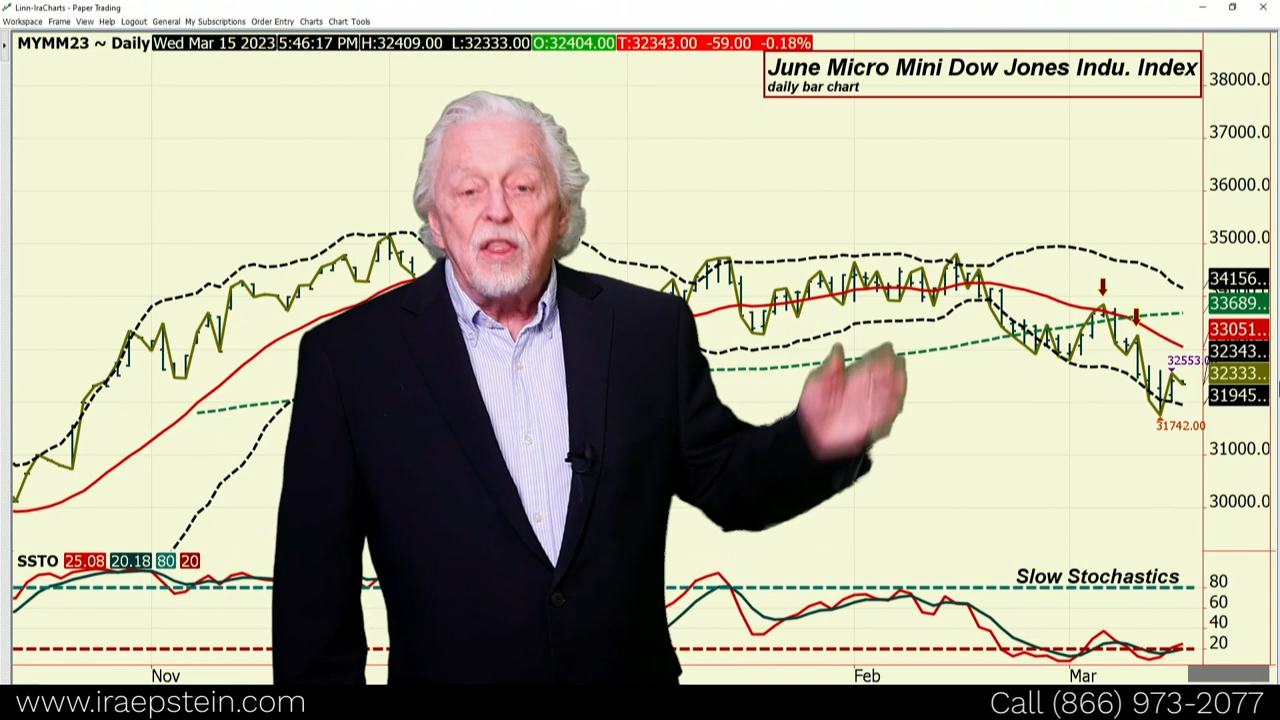 Linn-IraCharts - Paper Trading
Workspace Frame View Help Logout General My Subscriptions Order Entry Charts Chart Tools
MYMM23 ~ Daily Wed Mar 15 2023 5:46:17 PM H:32409.00 L:32333.00 O:32404.00 T:32343.00 -59.00 -0.18%
June Micro Mini Dow Jones Indu. Index
daily bar chart
38000.0
37000.0
36000.0
35000.0
34156..
33689..
33051..
32343..
32553.0
32333..
31945..
31742.00
31000.0
30000.0
SSTO 25.08 20.18 80 20
Slow Stochastics
80
60
40
20
Nov Feb Mar
www.iraepstein.com Call (866) 973-2077